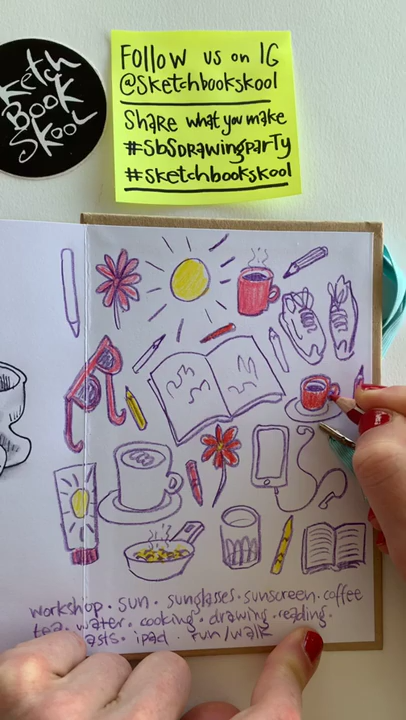 Sketch
Book
Skool
Follow us on IG
@Sketchbookskool
Share what you make
#SbSDrawingParty
#sketchbookskool
workshop · sun · sunglasses · sunscreen · coffee
tea · water · cooking · drawing · reading ·
asts · ipad · run/walk